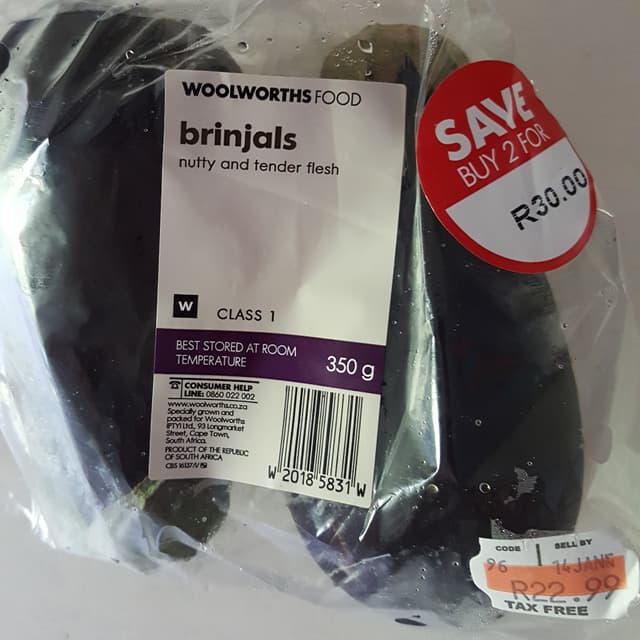 WOOLWORTHS FOOD
brinjals
nutty and tender flesh
SAVE
BUY 2 FOR
R30.00
W
CLASS 1
BEST STORED AT ROOM
TEMPERATURE
350 g
CONSUMER HELP
LINE: 0860 022 002
www.woolworths.co.za
Specially grown and
packed for Woolworths
(PTY) Ltd., 93 Longmarket
Street, Cape Town,
South Africa.
PRODUCT OF THE REPUBLIC
OF SOUTH AFRICA
W 2018 5831 W
CODE
SELL BY
96
14 JAN
R22.99
TAX FREE